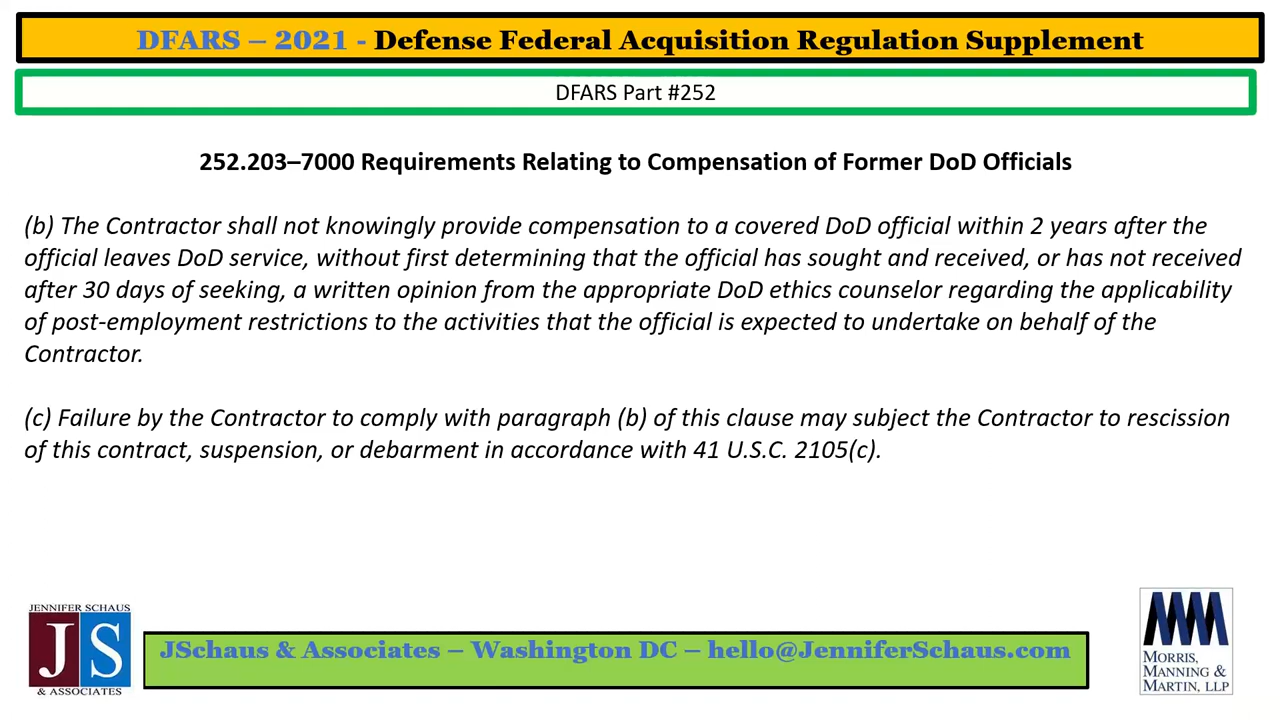 DFARS – 2021 - Defense Federal Acquisition Regulation Supplement
DFARS Part #252
252.203–7000 Requirements Relating to Compensation of Former DoD Officials
(b) The Contractor shall not knowingly provide compensation to a covered DoD official within 2 years after the
official leaves DoD service, without first determining that the official has sought and received, or has not received
after 30 days of seeking, a written opinion from the appropriate DoD ethics counselor regarding the applicability
of post-employment restrictions to the activities that the official is expected to undertake on behalf of the
Contractor.
(c) Failure by the Contractor to comply with paragraph (b) of this clause may subject the Contractor to rescission
of this contract, suspension, or debarment in accordance with 41 U.S.C. 2105(c).
JENNIFER SCHAUS
JS
& ASSOCIATES
JSchaus & Associates – Washington DC – hello@JenniferSchaus.com
MMM
MORRIS,
MANNING &
MARTIN, LLP